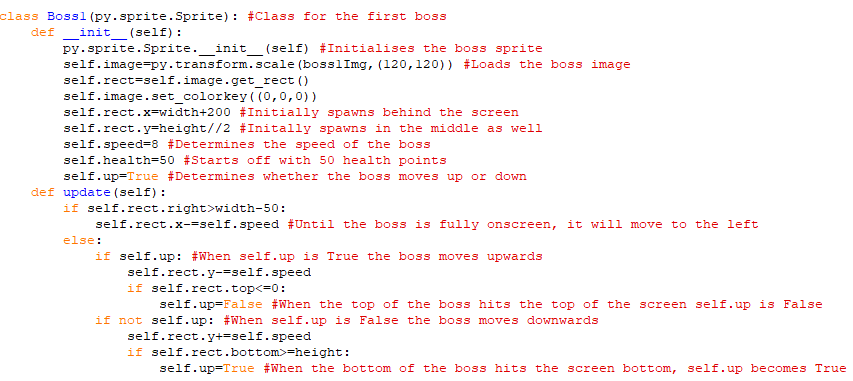 class Boss1(py.sprite.Sprite): #Class for the first boss
    def __init__(self):
        py.sprite.Sprite.__init__(self) #Initialises the boss sprite
        self.image=py.transform.scale(boss1Img,(120,120)) #Loads the boss image
        self.rect=self.image.get_rect()
        self.image.set_colorkey((0,0,0))
        self.rect.x=width+200 #Initially spawns behind the screen
        self.rect.y=height//2 #Initally spawns in the middle as well
        self.speed=8 #Determines the speed of the boss
        self.health=50 #Starts off with 50 health points
        self.up=True #Determines whether the boss moves up or down
    def update(self):
        if self.rect.right>width-50:
            self.rect.x-=self.speed #Until the boss is fully onscreen, it will move to the left
        else:
            if self.up: #When self.up is True the boss moves upwards
                self.rect.y-=self.speed
                if self.rect.top<=0:
                    self.up=False #When the top of the boss hits the top of the screen self.up is False
            if not self.up: #When self.up is False the boss moves downwards
                self.rect.y+=self.speed
                if self.rect.bottom>=height:
                    self.up=True #When the bottom of the boss hits the screen bottom, self.up becomes True